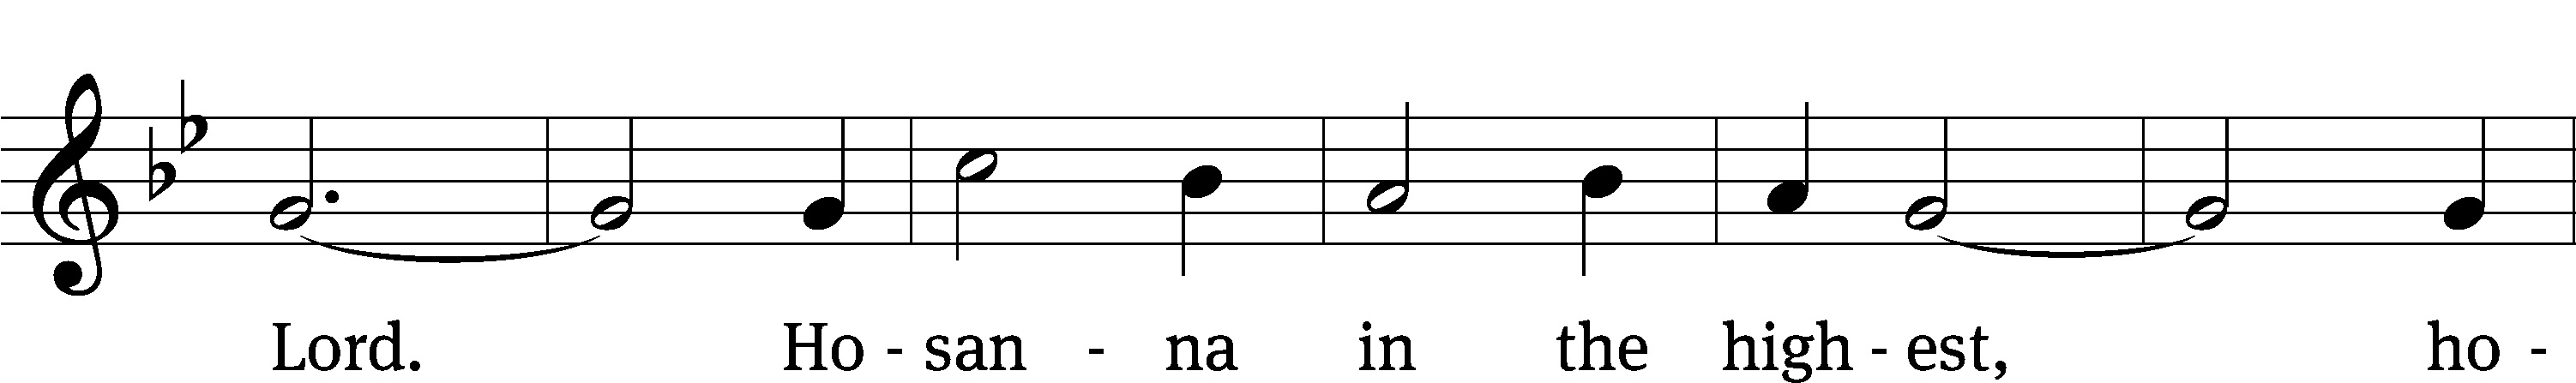 Lord. Ho - san - na in the high - est, ho -